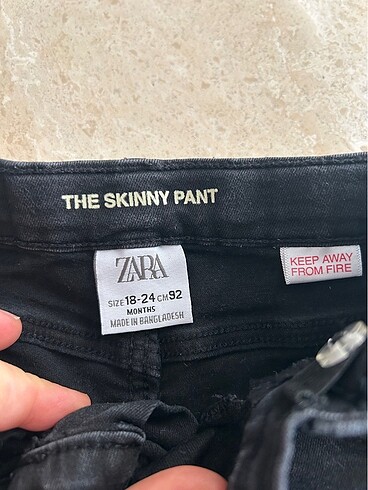 THE SKINNY PANT
ZARA
SIZE 18-24 CM 92
MONTHS
MADE IN BANGLADESH
KEEP AWAY
FROM FIRE